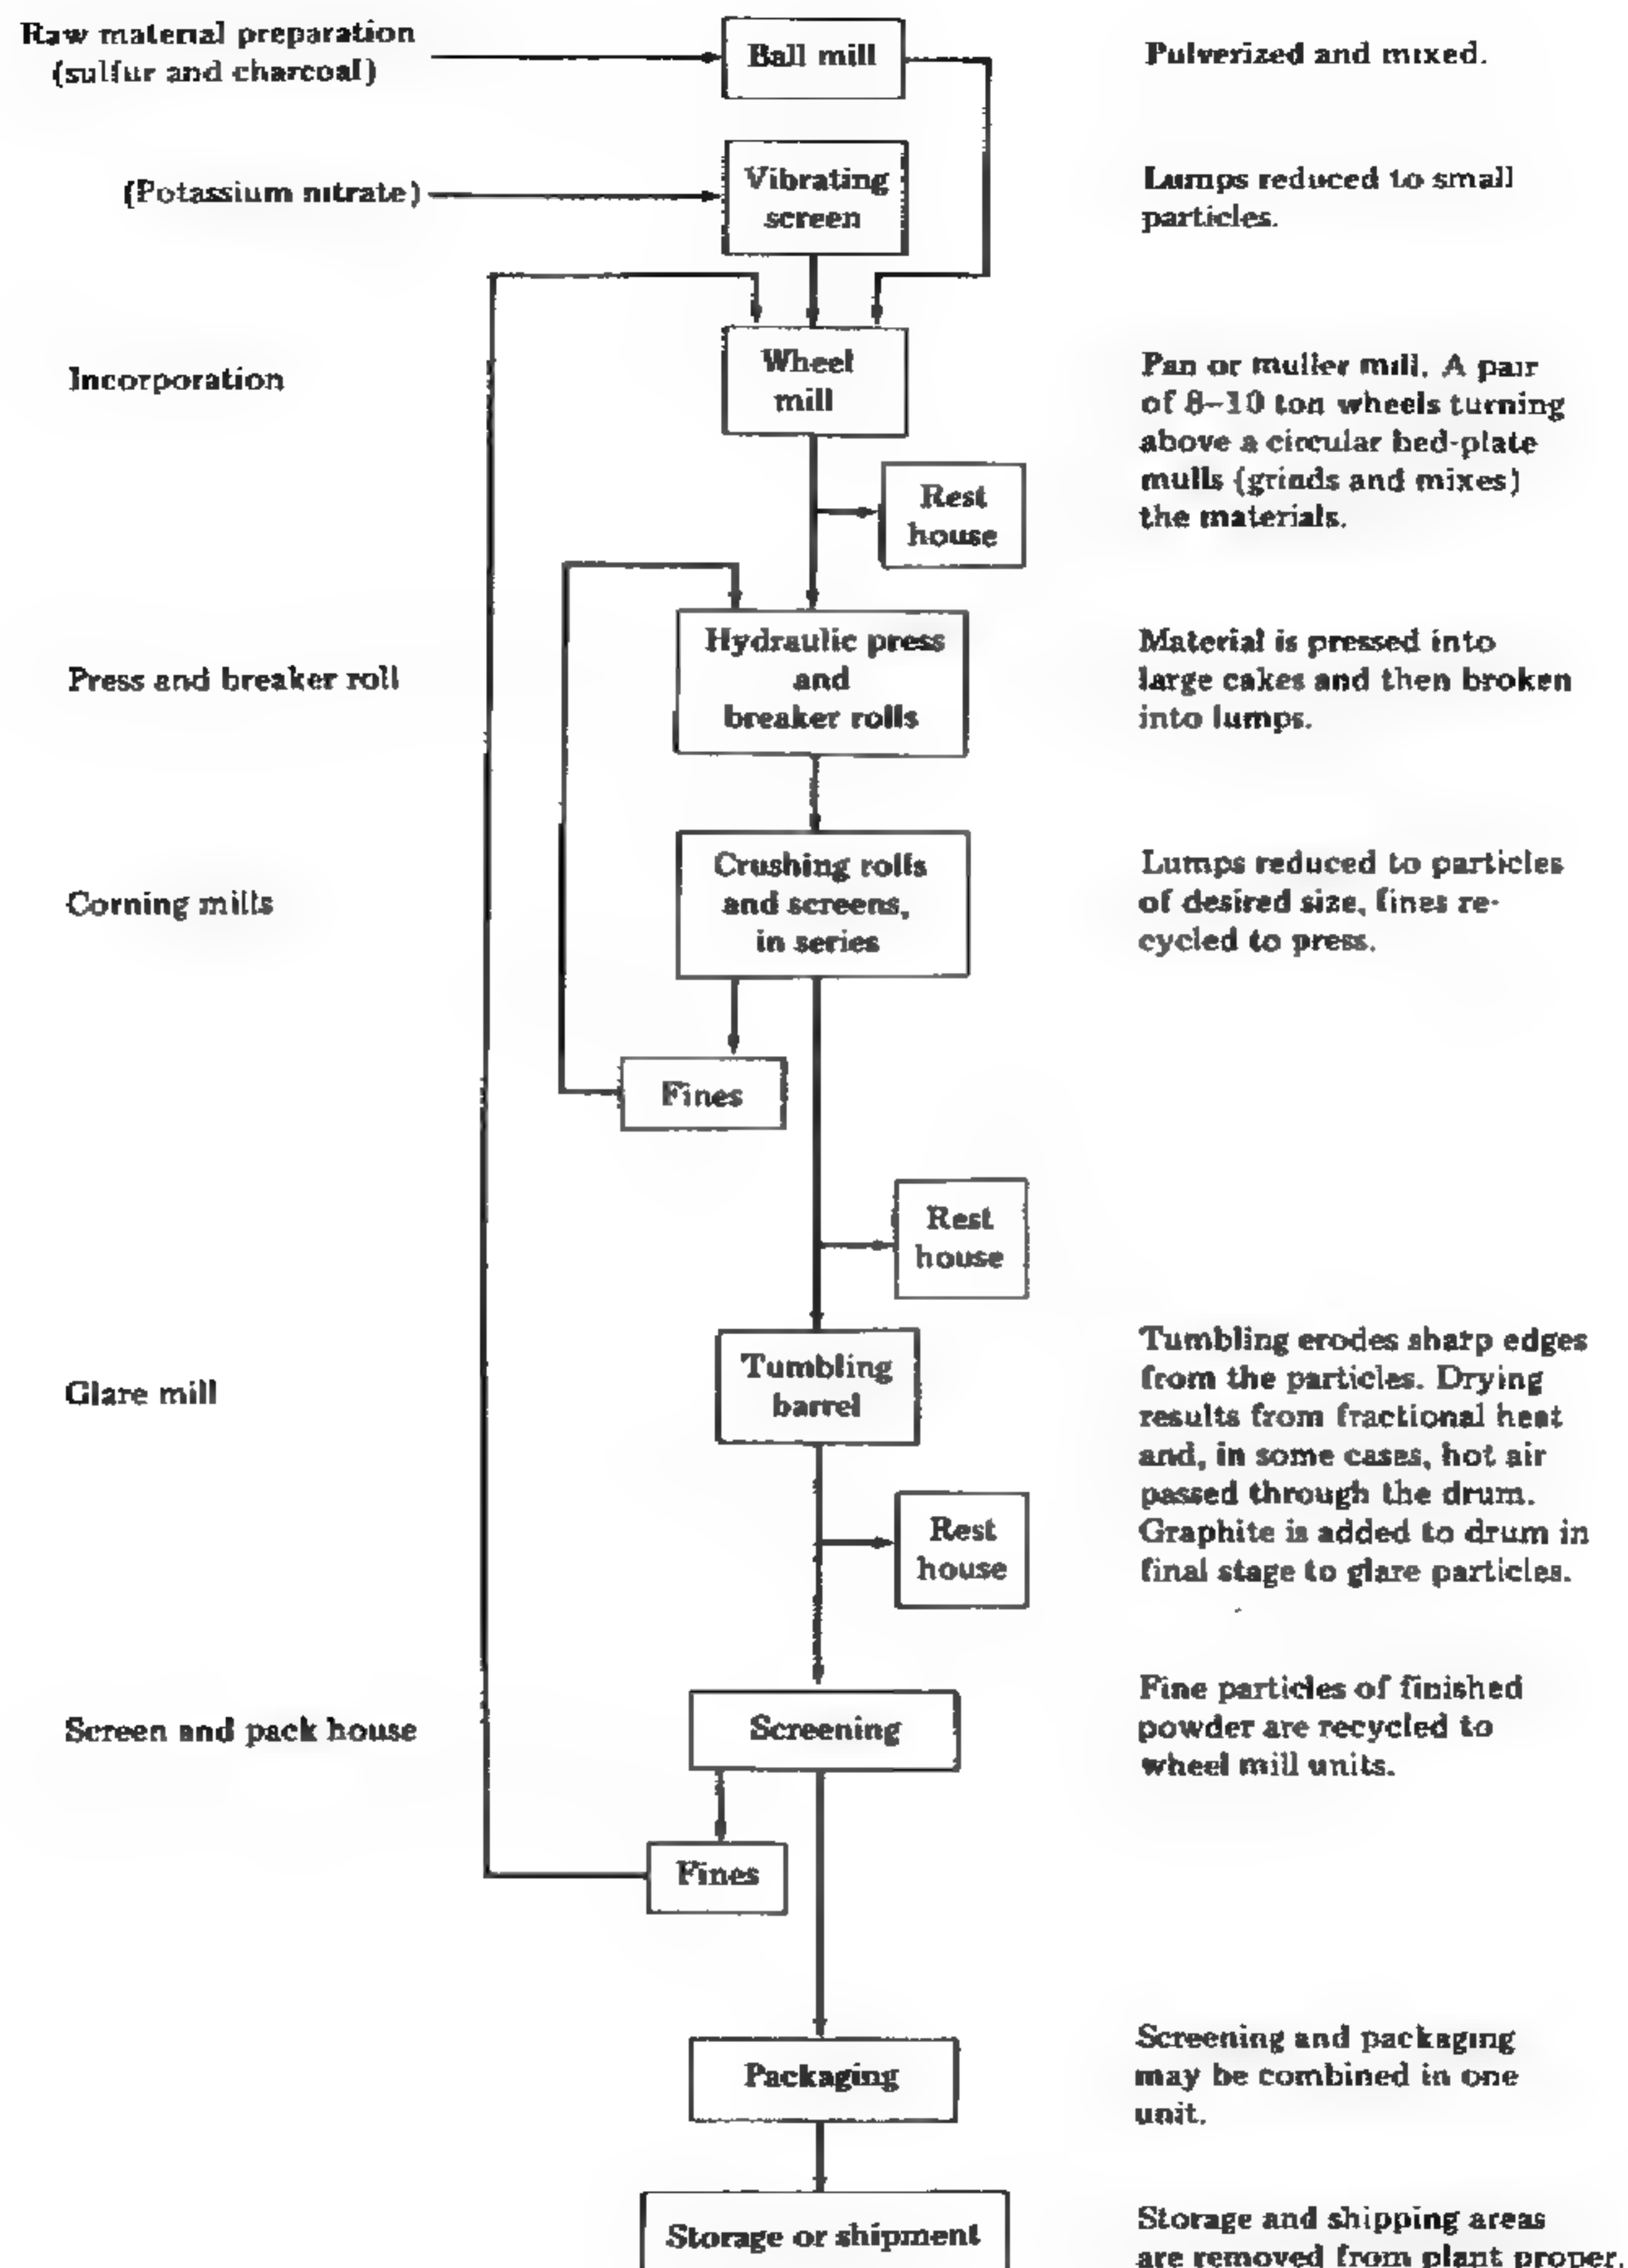 Raw material preparation
(sulfur and charcoal)
Ball mill
Pulverized and mixed.
(Potassium nitrate)
Vibrating
screen
Lumps reduced to small
particles.
Incorporation
Wheel
mill
Pan or muller mill. A pair
of 8–10 ton wheels turning
above a circular bed-plate
mulls (grinds and mixes)
the materials.
Rest
house
Press and breaker roll
Hydraulic press
and
breaker rolls
Material is pressed into
large cakes and then broken
into lumps.
Corning mills
Crushing rolls
and screens,
in series
Lumps reduced to particles
of desired size, fines re-
cycled to press.
Fines
Rest
house
Glare mill
Tumbling
barrel
Tumbling erodes sharp edges
from the particles. Drying
results from fractional heat
and, in some cases, hot air
passed through the drum.
Graphite is added to drum in
final stage to glare particles.
Rest
house
Screen and pack house
Screening
Fine particles of finished
powder are recycled to
wheel mill units.
Fines
Packaging
Screening and packaging
may be combined in one
unit.
Storage or shipment
Storage and shipping areas
are removed from plant proper.